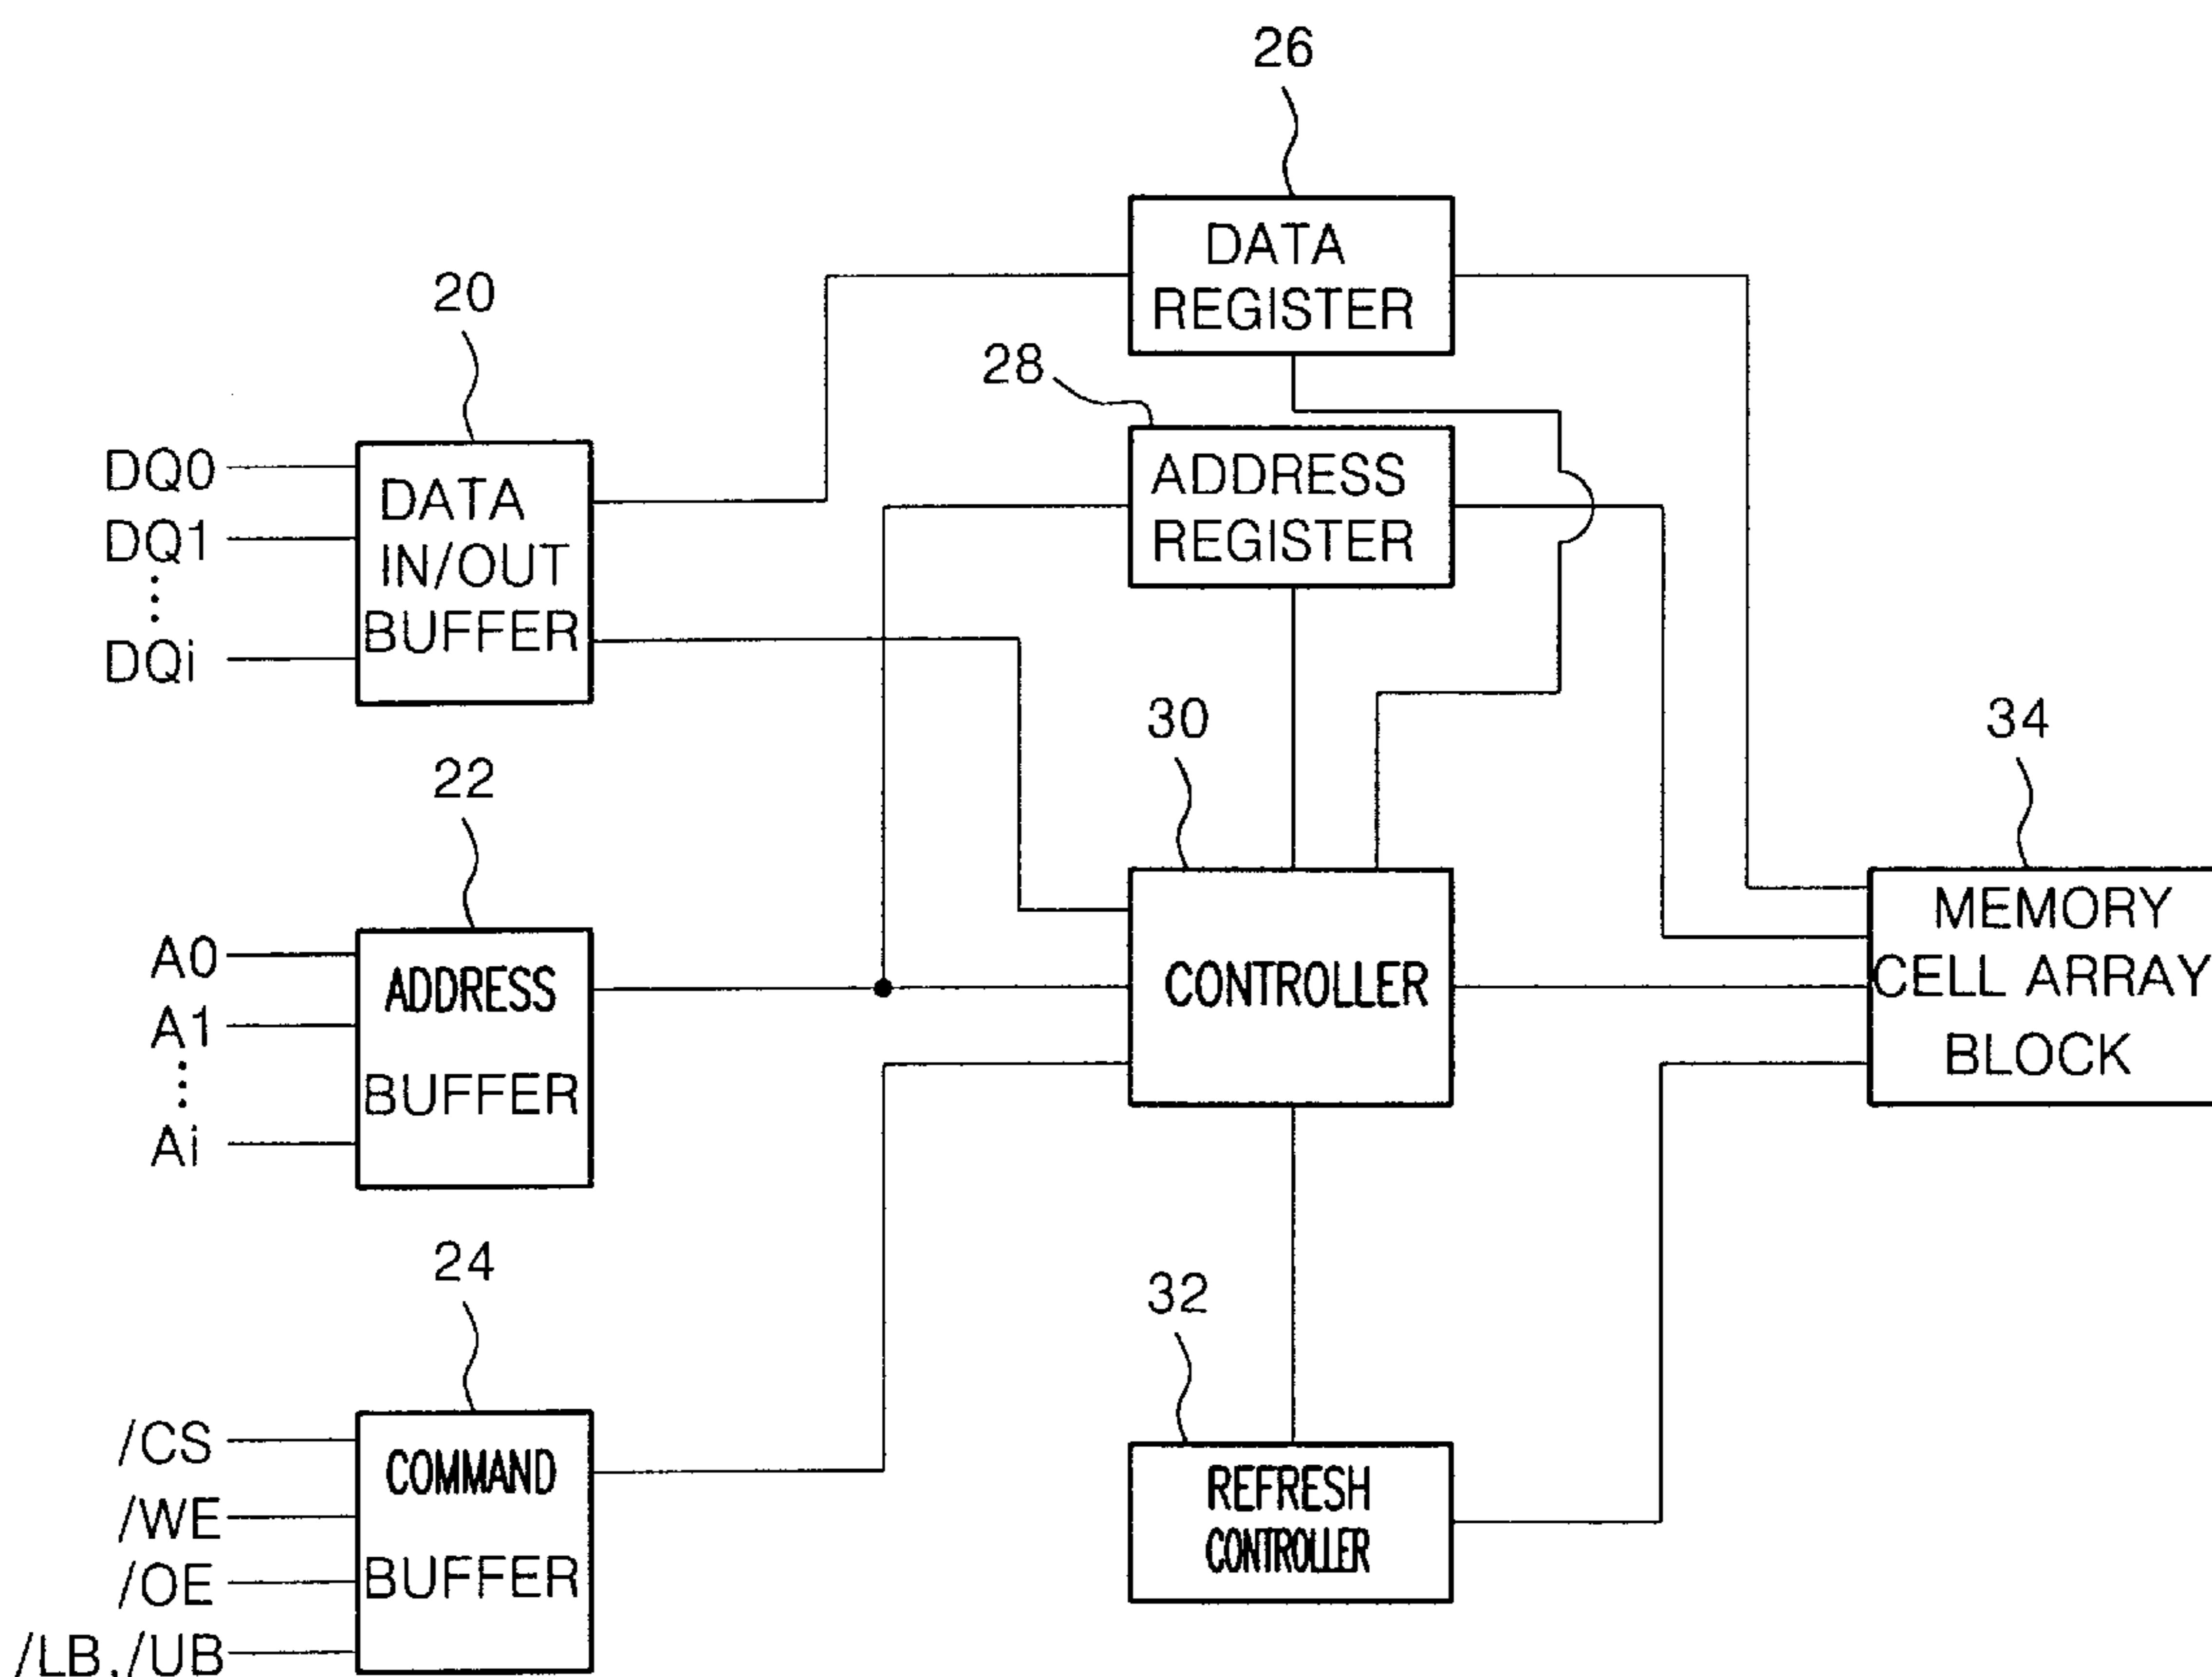 26
DATA
REGISTER
20
28
DQ0
DQ1
DQi
DATA
IN/OUT
BUFFER
ADDRESS
REGISTER
22
30
34
A0
A1
Ai
ADDRESS
BUFFER
CONTROLLER
MEMORY
CELL ARRAY
BLOCK
24
32
/CS
/WE
/OE
/LB,/UB
COMMAND
BUFFER
REFRESH
CONTROLLER